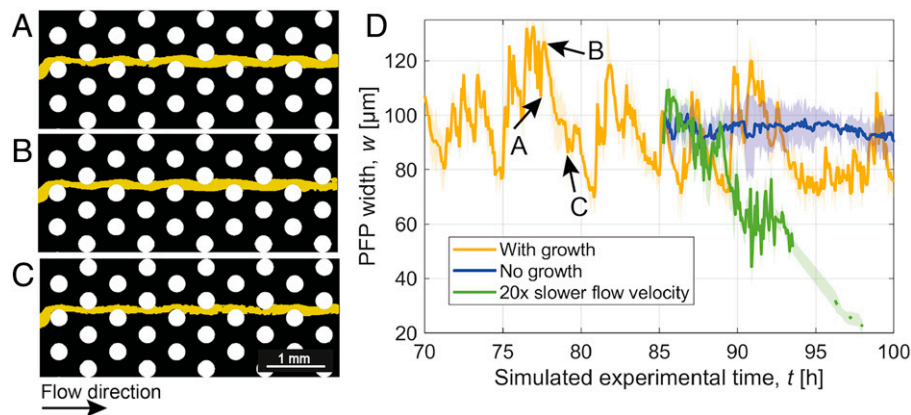 A
B
C
1 mm
Flow direction
D
PFP width, w [µm]
120
100
80
60
40
20
B
A
C
With growth
No growth
20x slower flow velocity
70
75
80
85
90
95
100
Simulated experimental time, t [h]